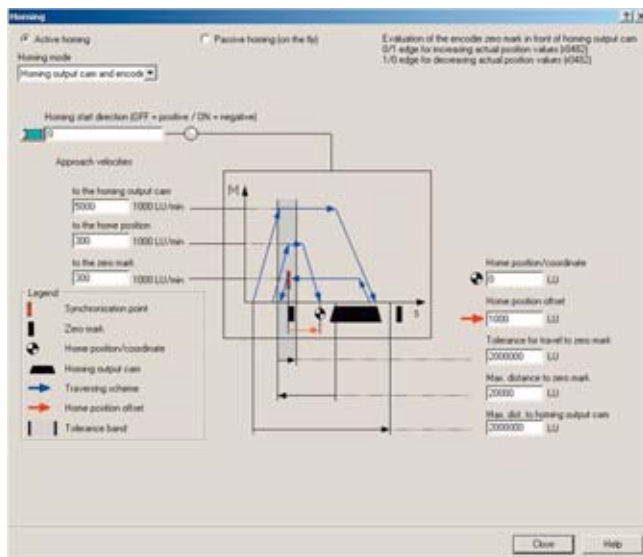 Homing
Active homing
Passive homing (on the fly)
Evaluation of the encoder zero mark in front of homing output cam
0/1 edge for increasing actual position values (r0482)
1/0 edge for decreasing actual position values (r0482)
Homing mode
Homing output cam and encode
Homing start direction (OFF = positive / ON = negative)
0
Approach velocities
to the homing output cam
5000 1000 LU/min
to the home position
300 1000 LU/min
to the zero mark
300 1000 LU/min
M
s
Legend
Synchronization point
Zero mark
Home position/coordinate
Homing output cam
Traversing scheme
Home position offset
Tolerance band
Home position/coordinate
0 LU
Home position offset
1000 LU
Tolerance for travel to zero mark
2000000 LU
Max. distance to zero mark
20000 LU
Max. dist. to homing output cam
2000000 LU
Close
Help